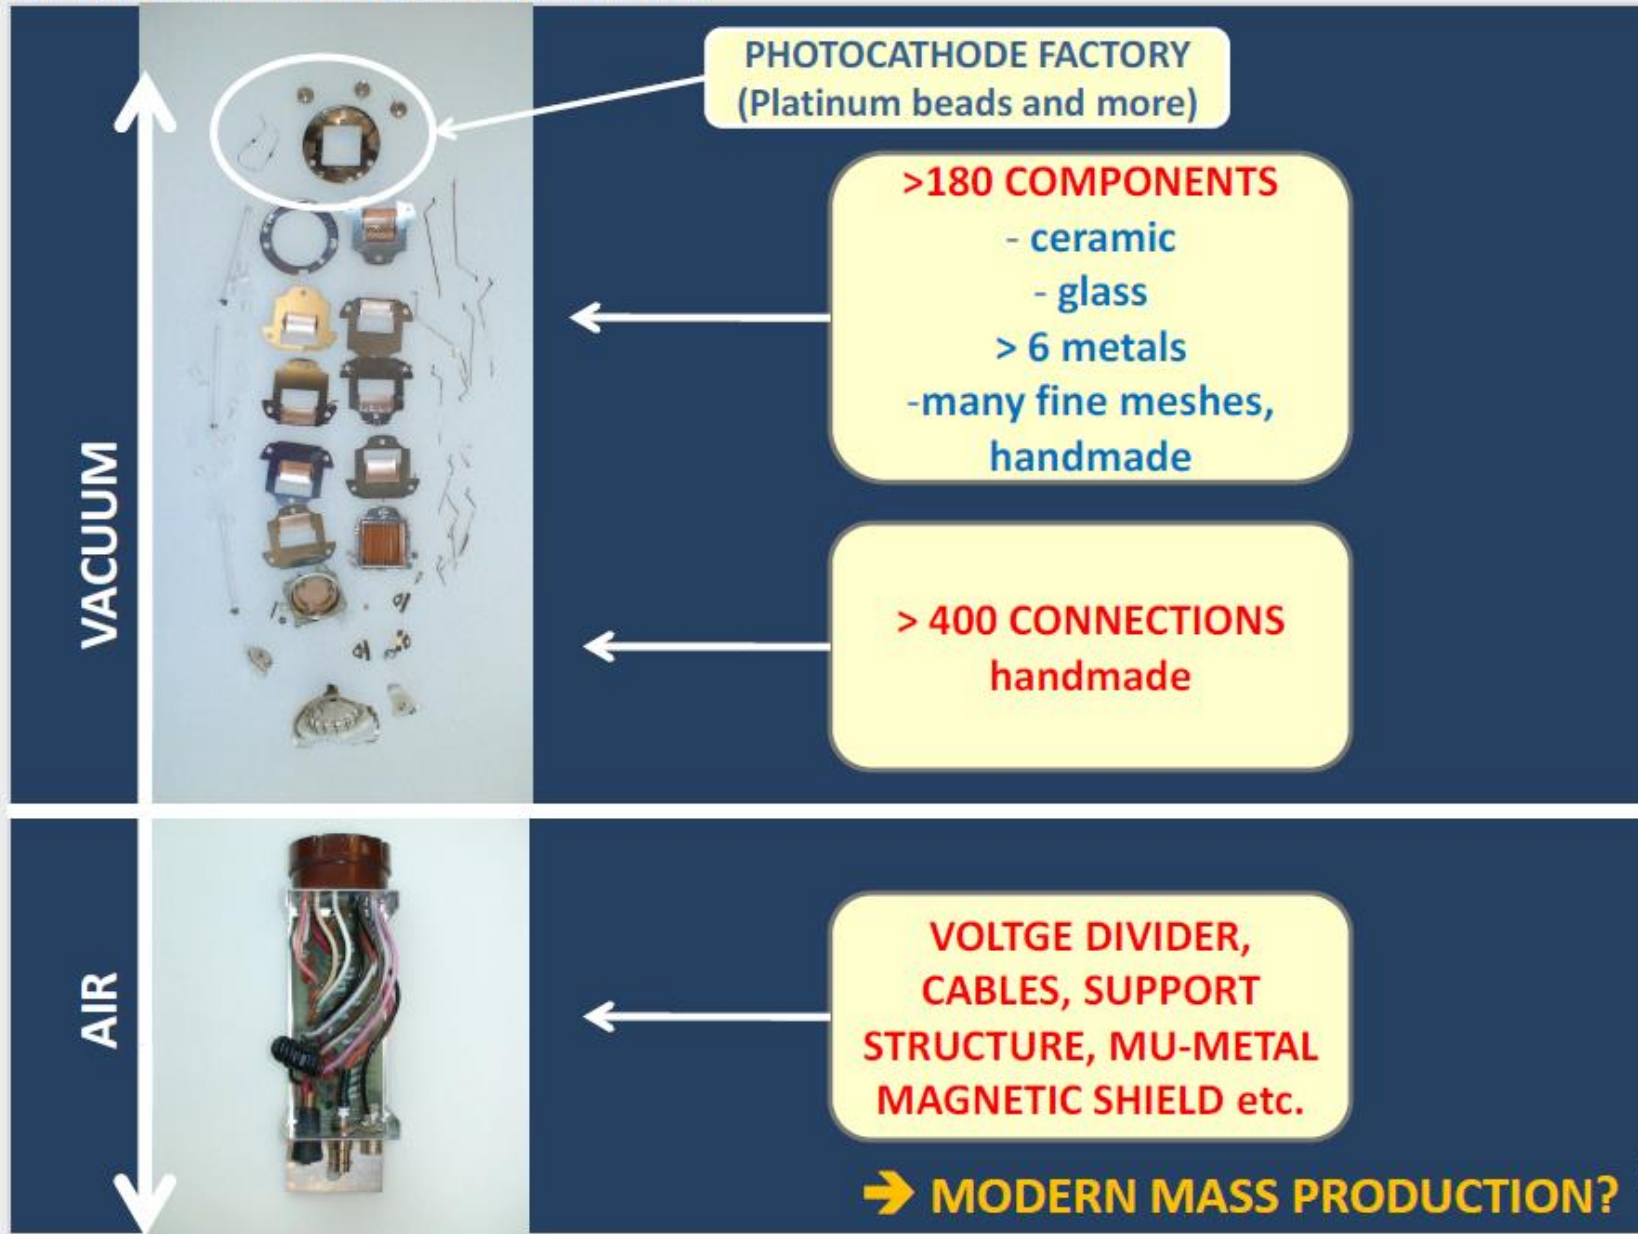 PHOTOCATHODE FACTORY
(Platinum beads and more)
>180 COMPONENTS
- ceramic
- glass
> 6 metals
-many fine meshes,
handmade
> 400 CONNECTIONS
handmade
VACUUM
VOLTGE DIVIDER,
CABLES, SUPPORT
STRUCTURE, MU-METAL
MAGNETIC SHIELD etc.
AIR
➔ MODERN MASS PRODUCTION?